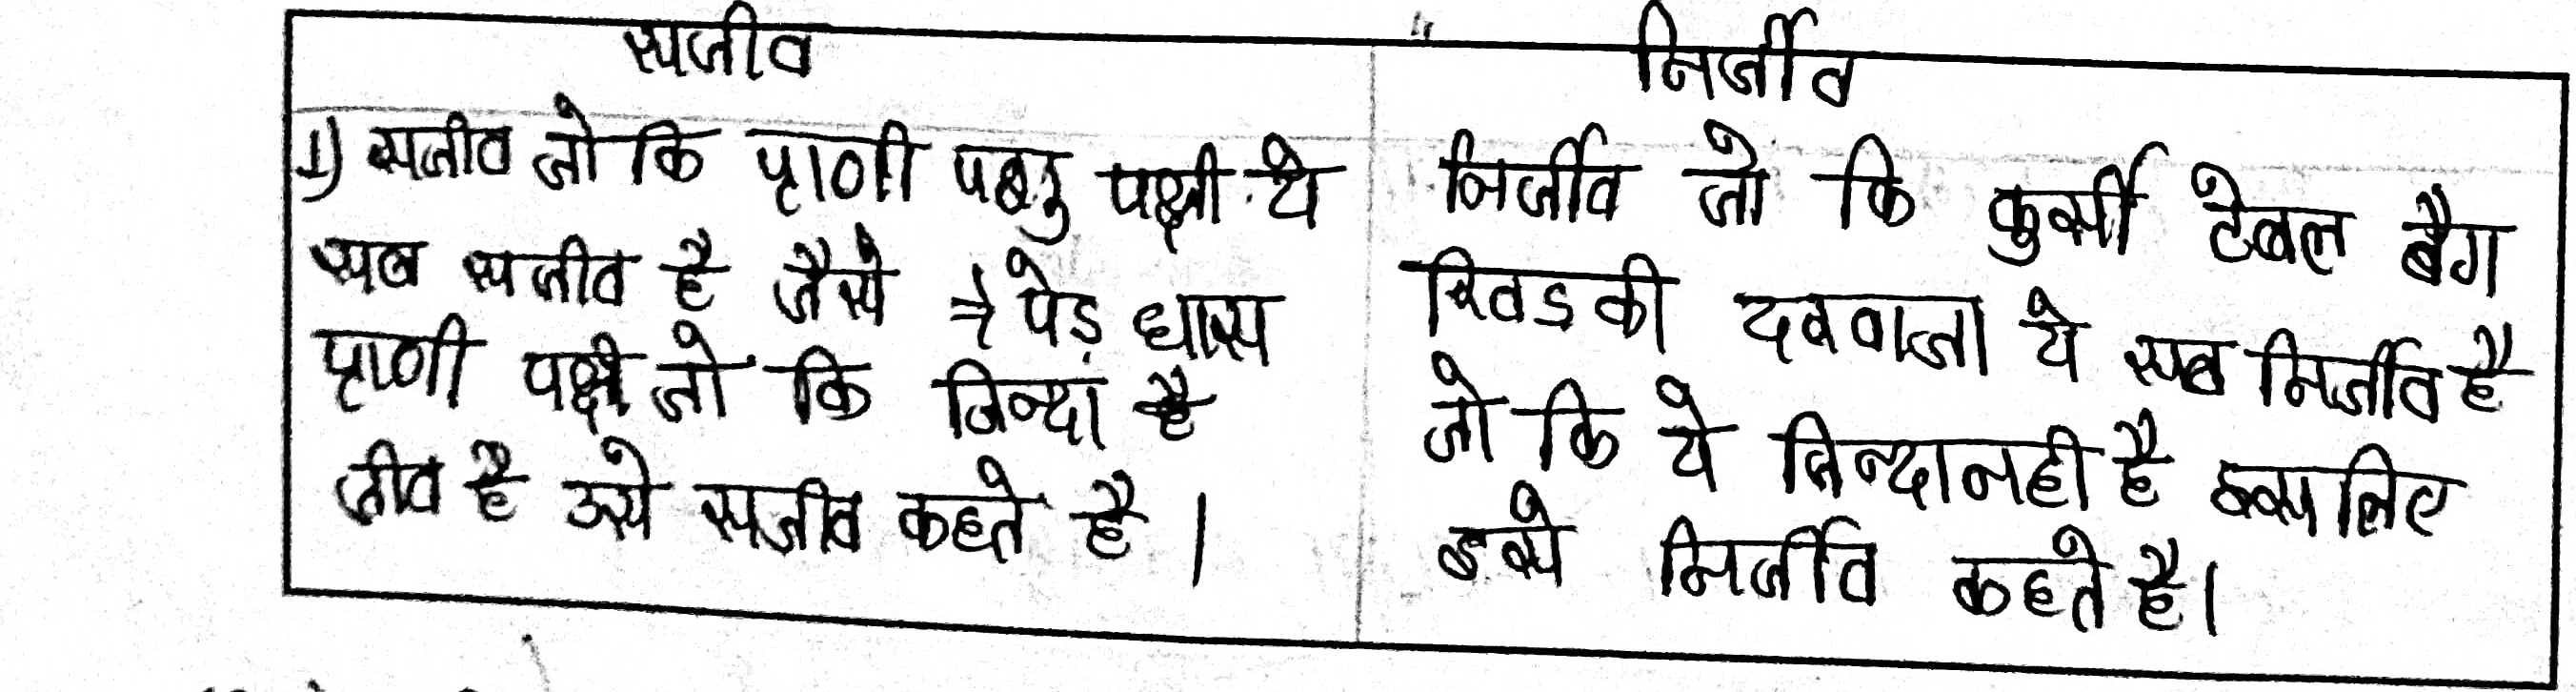 सजीव
निर्जीव
1) सजीव जो कि प्राणी पशु पक्षी ये
सब सजीव है जैसे पेड़ घास
प्राणी पक्षी जो कि जिन्दा है
जीव है उसे सजीव कहते है ।
निर्जीव जो कि कुर्सी टेबल बैग
खिडकी दरवाजा ये सब निर्जीव है
जो कि ये जिन्दा नही है इसलिए
इसे निर्जीव कहते है।